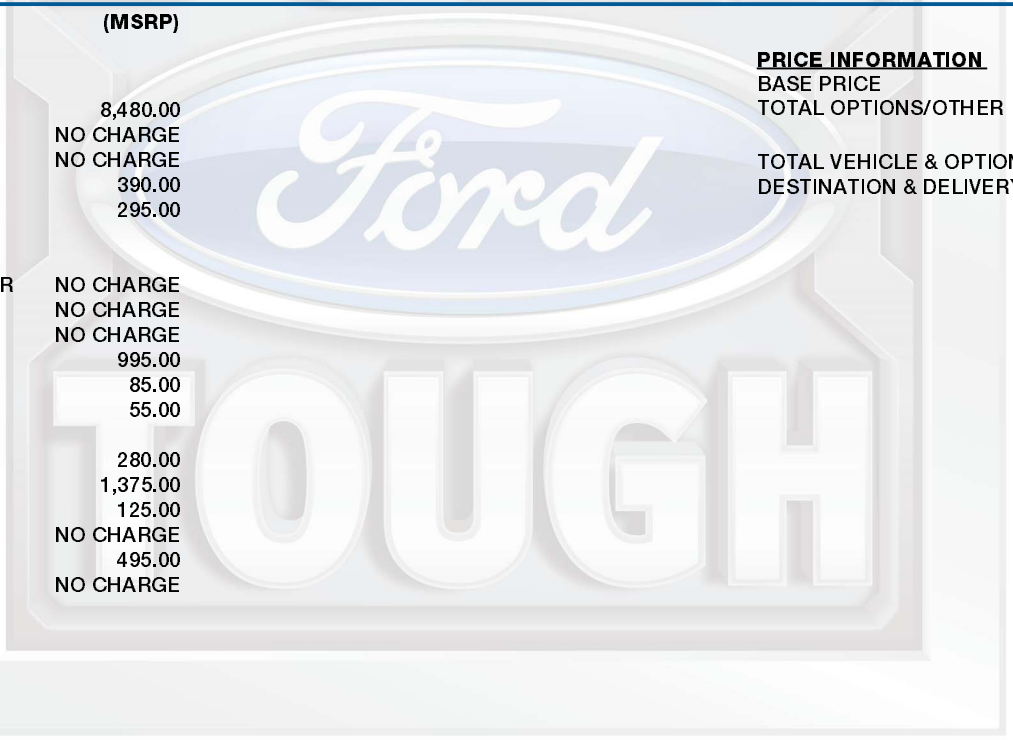 (MSRP)
8,480.00
NO CHARGE
NO CHARGE
390.00
295.00
R NO CHARGE
NO CHARGE
NO CHARGE
995.00
85.00
55.00
280.00
1,375.00
125.00
NO CHARGE
495.00
NO CHARGE
PRICE INFORMATION
BASE PRICE
TOTAL OPTIONS/OTHER
TOTAL VEHICLE & OPTION
DESTINATION & DELIVERY
Ford
TOUGH